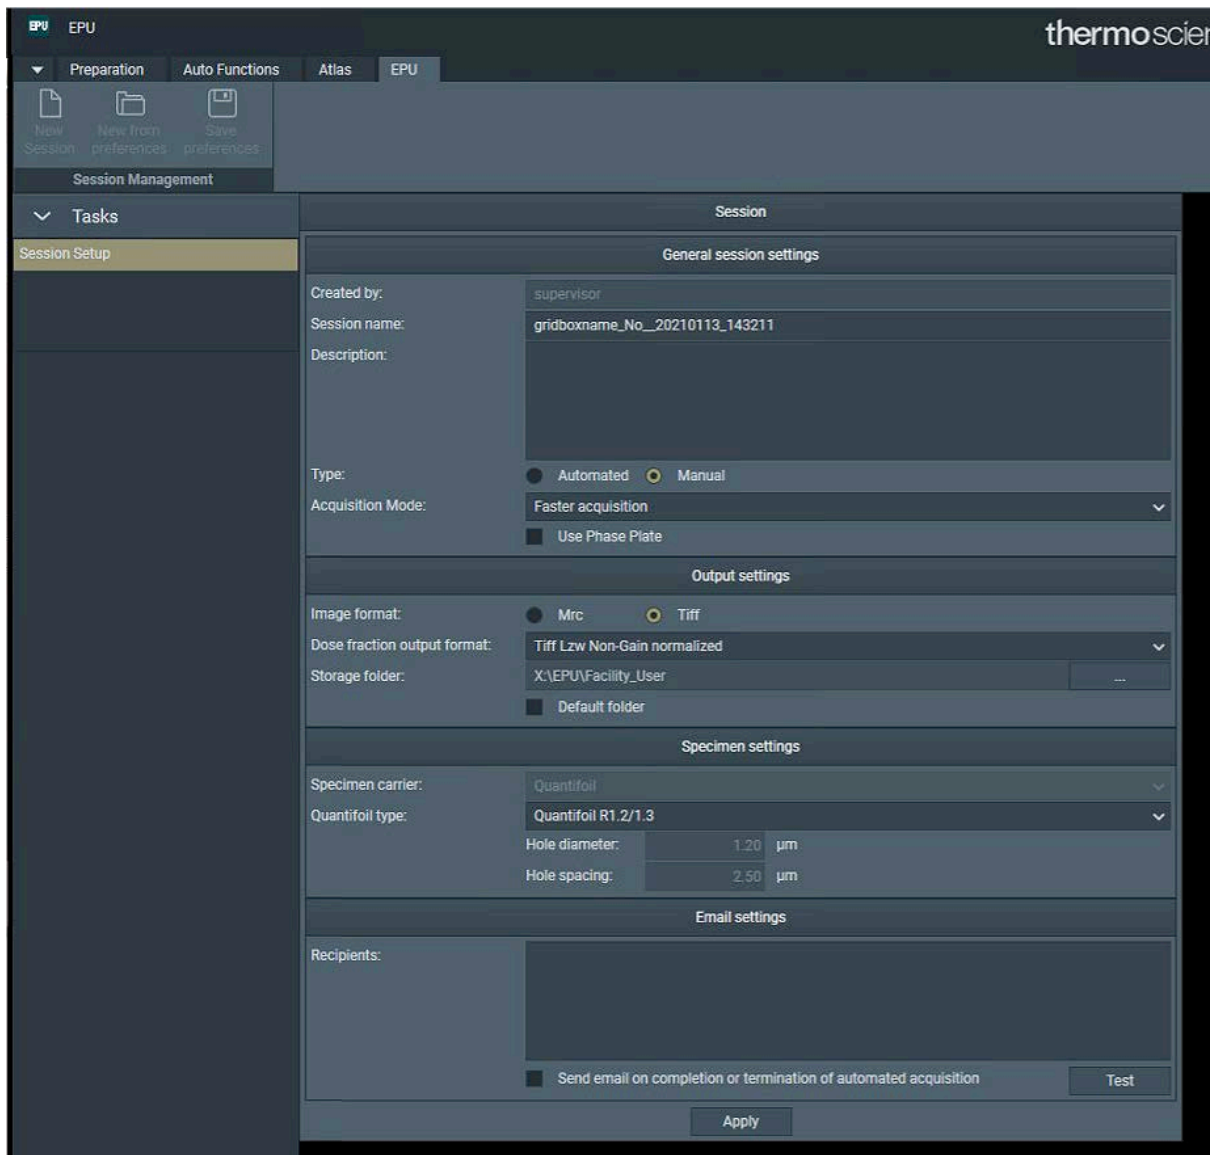 EPU EPU
thermo scien
Preparation Auto Functions Atlas EPU
New Session New from preferences Save preferences
Session Management
Tasks
Session Setup
Session
General session settings
Created by: supervisor
Session name: gridboxname_No__20210113_143211
Description:
Type: Automated Manual
Acquisition Mode: Faster acquisition
Use Phase Plate
Output settings
Image format: Mrc Tiff
Dose fraction output format: Tiff Lzw Non-Gain normalized
Storage folder: X:\EPU\Facility_User ...
Default folder
Specimen settings
Specimen carrier: Quantifoil
Quantifoil type: Quantifoil R1.2/1.3
Hole diameter: 1.20 µm
Hole spacing: 2.50 µm
Email settings
Recipients:
Send email on completion or termination of automated acquisition Test
Apply